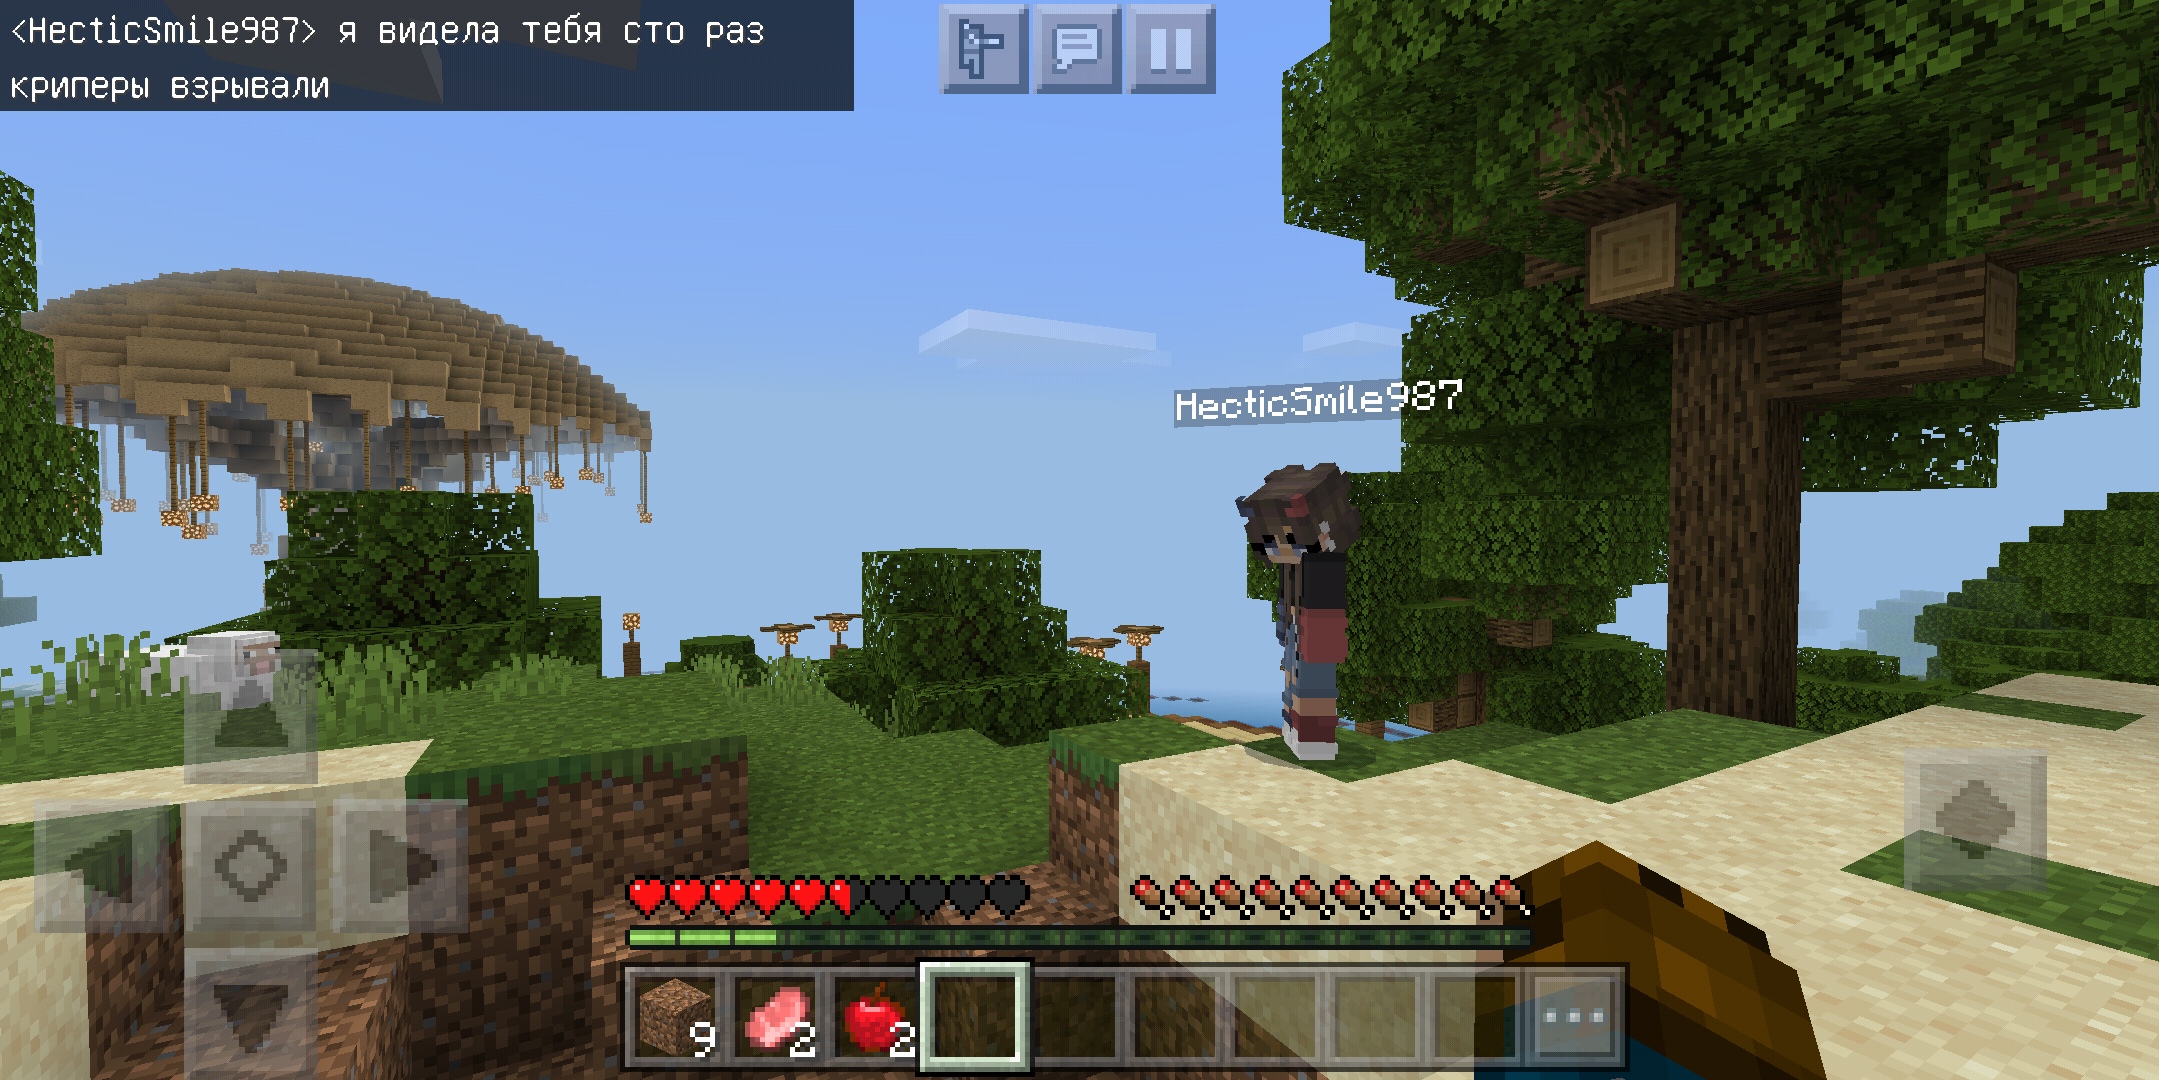 <HecticSmile987> я видела тебя сто раз
криперы взрывали
HecticSmile987
9
2
2